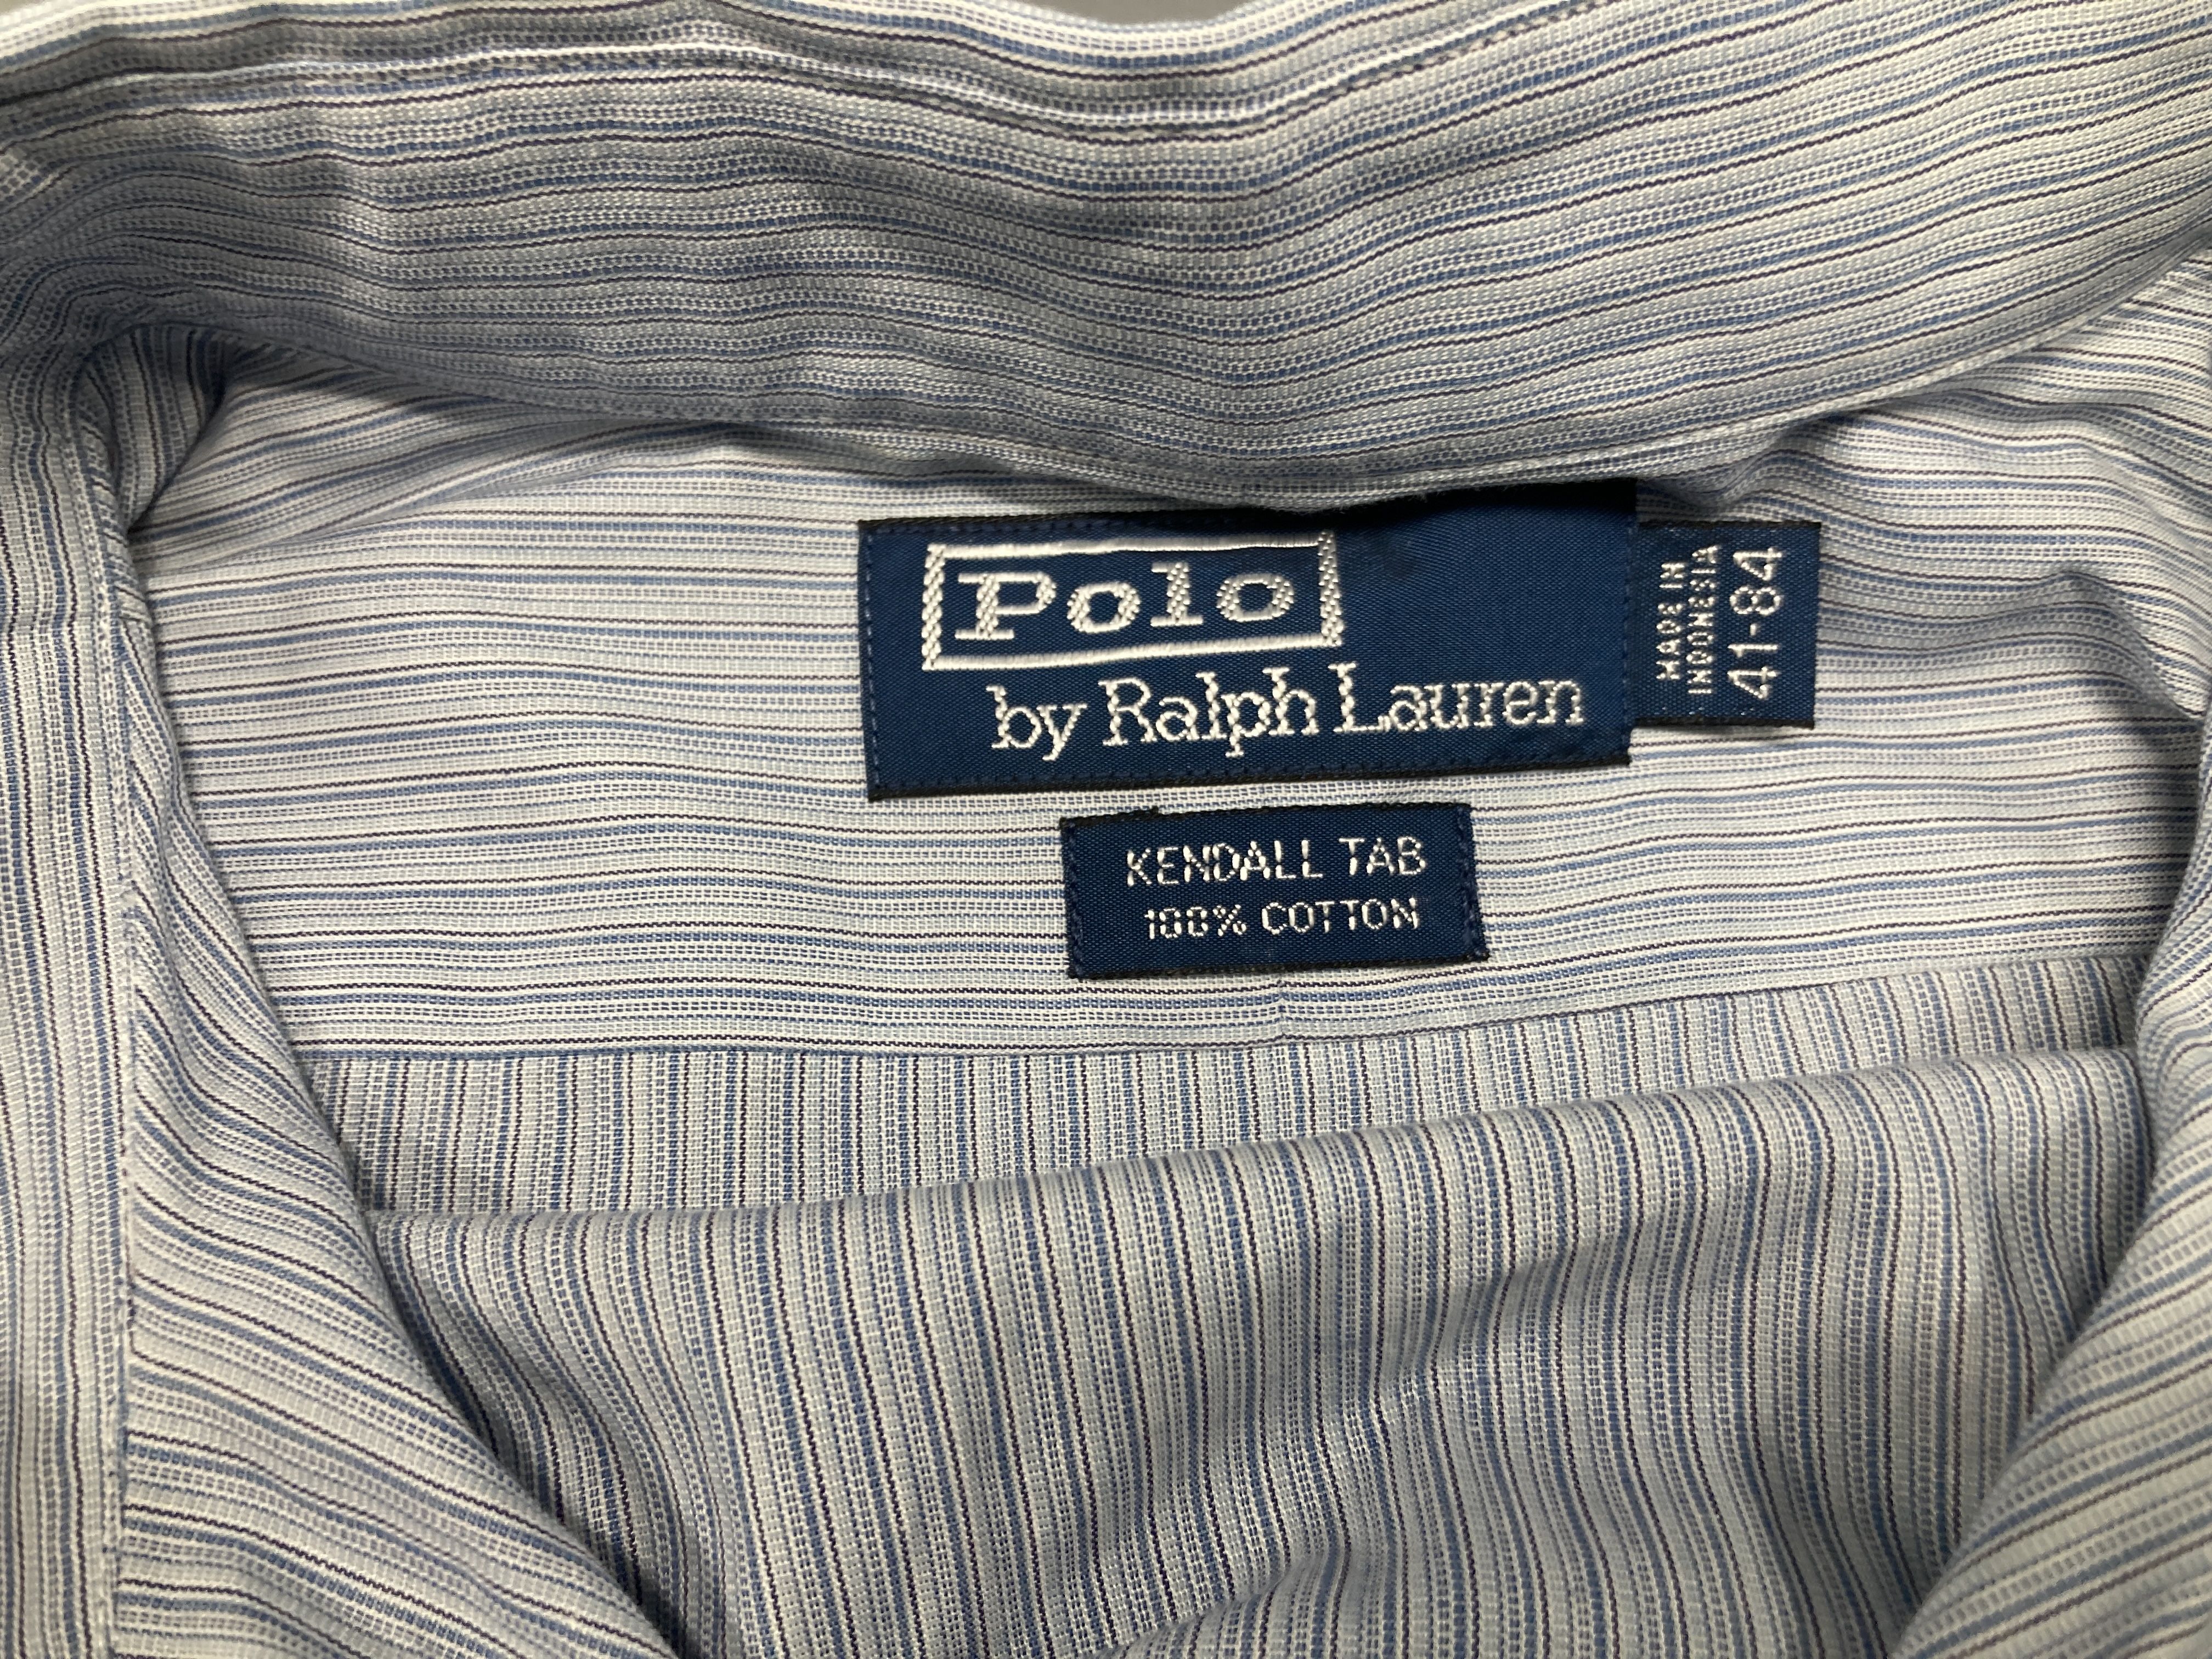 Polo
by Ralph Lauren
MADE IN
INDONESIA
41-84
KENDALL TAB
100% COTTON